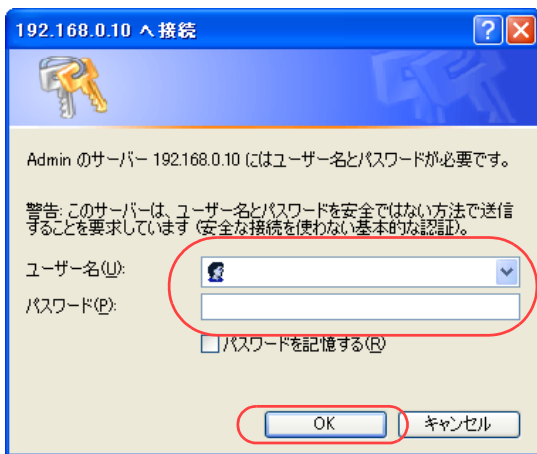 192.168.0.10 へ接続
Admin のサーバー 192.168.0.10 にはユーザー名とパスワードが必要です。
警告: このサーバーは、ユーザー名とパスワードを安全ではない方法で送信
することを要求しています (安全な接続を使わない基本的な認証)。
ユーザー名(U):
パスワード(P):
パスワードを記憶する(R)
OK キャンセル